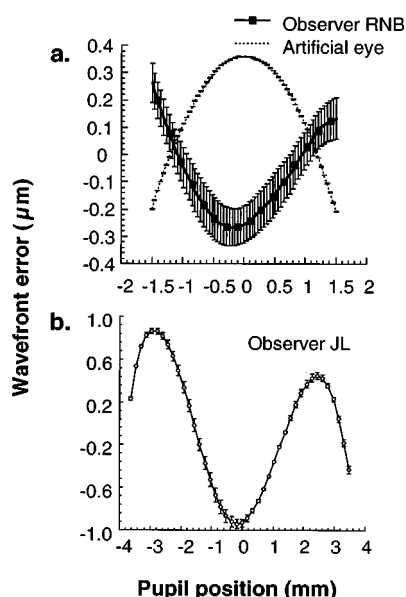 Observer RNB
Artificial eye
a.
0.4
0.3
0.2
0.1
0
-0.1
-0.2
-0.3
-0.4
-2 -1.5 -1 -0.5 0 0.5 1 1.5 2
Wavefront error (μm)
b.
Observer JL
1.0
0.6
0.2
-0.2
-0.6
-1.0
-4 -3 -2 -1 0 1 2 3 4
Pupil position (mm)